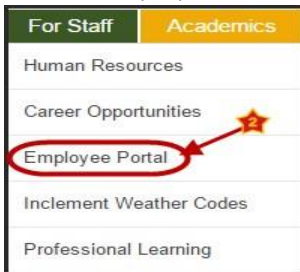 For Staff Academics
Human Resources
Career Opportunities
2
Employee Portal
Inclement Weather Codes
Professional Learning